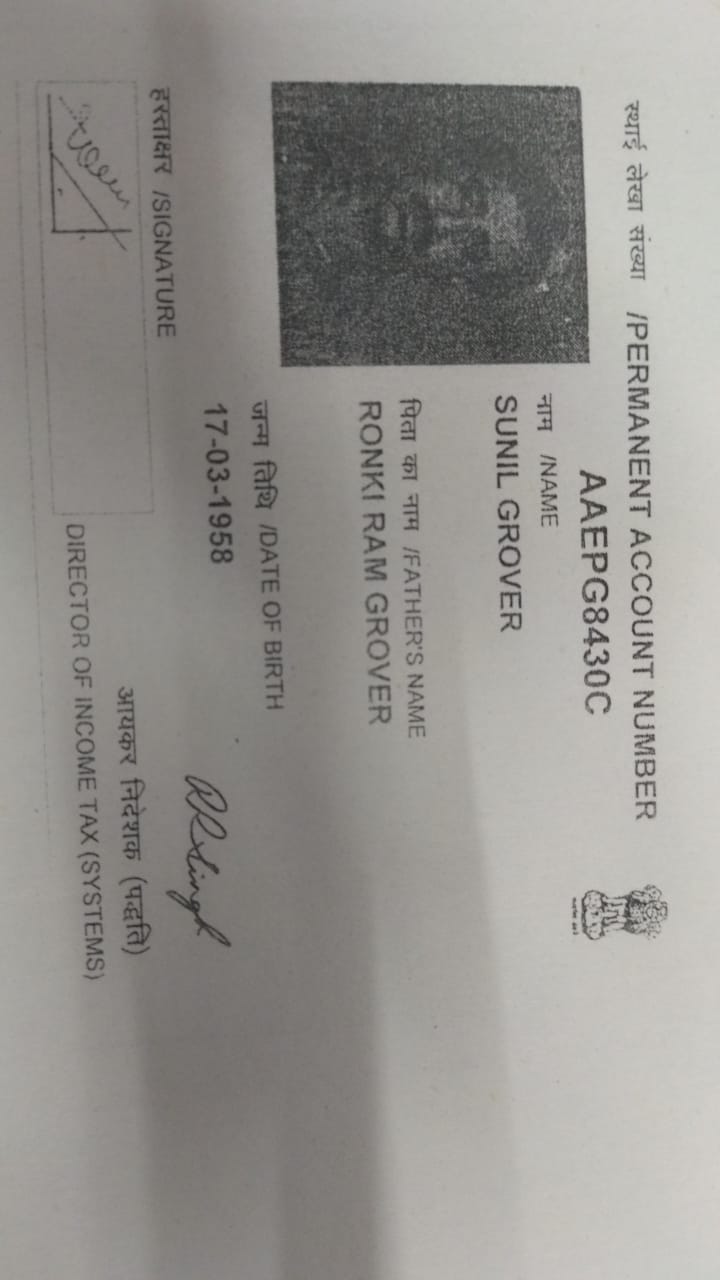 स्थाई लेखा संख्या /PERMANENT ACCOUNT NUMBER
AAEPG8430C
नाम /NAME
SUNIL GROVER
पिता का नाम /FATHER'S NAME
RONKI RAM GROVER
जन्म तिथि /DATE OF BIRTH
17-03-1958
हस्ताक्षर /SIGNATURE
आयकर निदेशक (पद्धति)
DIRECTOR OF INCOME TAX (SYSTEMS)